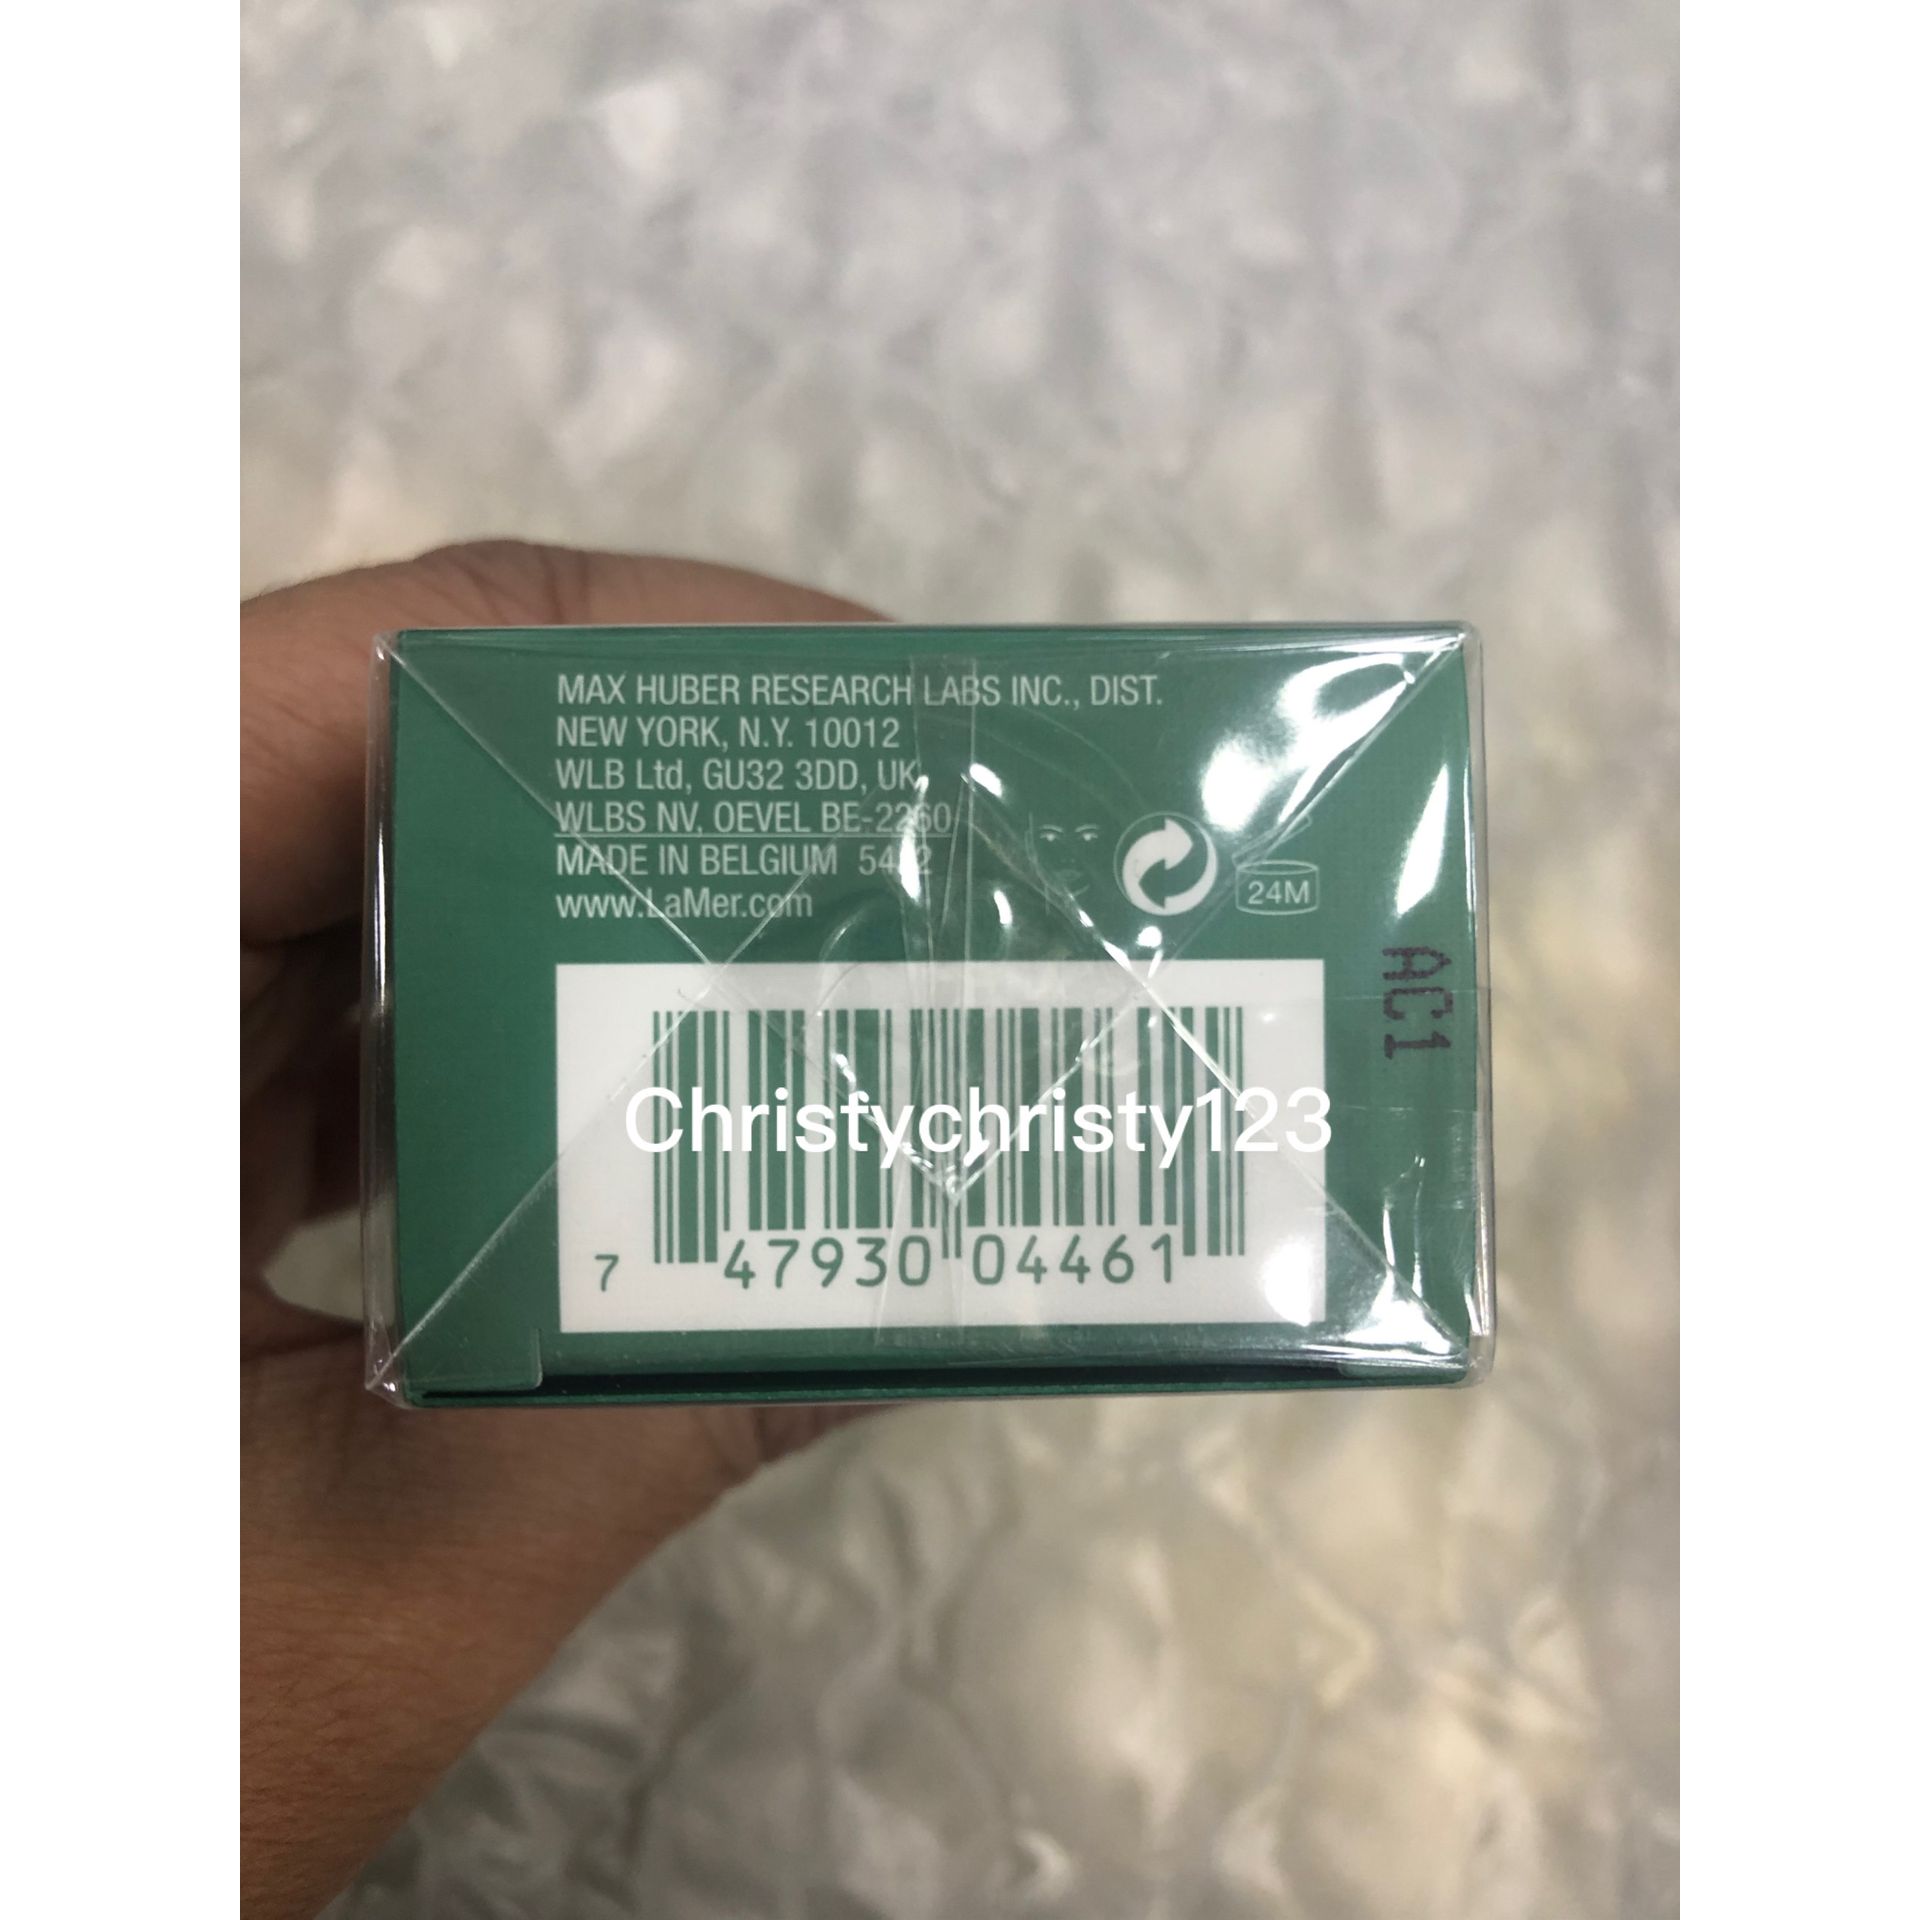 MAX HUBER RESEARCH LABS INC., DIST.
NEW YORK, N.Y. 10012
WLB Ltd, GU32 3DD, UK
WLBS NV, OEVEL BE-2260
MADE IN BELGIUM
www.LaMer.com
24M
AC1
Christychristy123
7 47930 04461